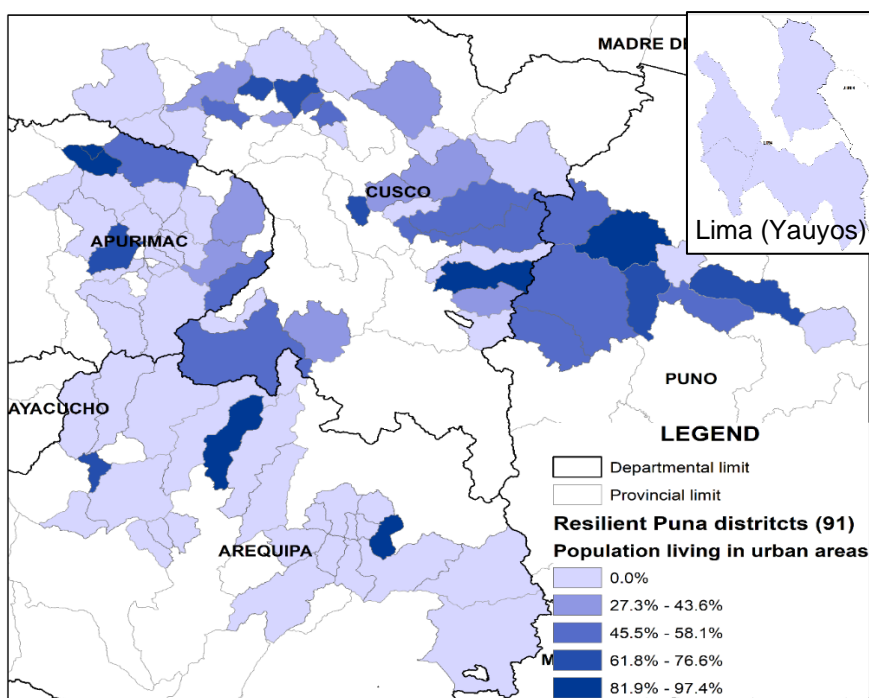 MADRE DI
CUSCO
Lima (Yauyos)
APURIMAC
PUNO
AYACUCHO
AREQUIPA
M
LEGEND
Departmental limit
Provincial limit
Resilient Puna distritcts (91)
Population living in urban areas
0.0%
27.3% - 43.6%
45.5% - 58.1%
61.8% - 76.6%
81.9% - 97.4%